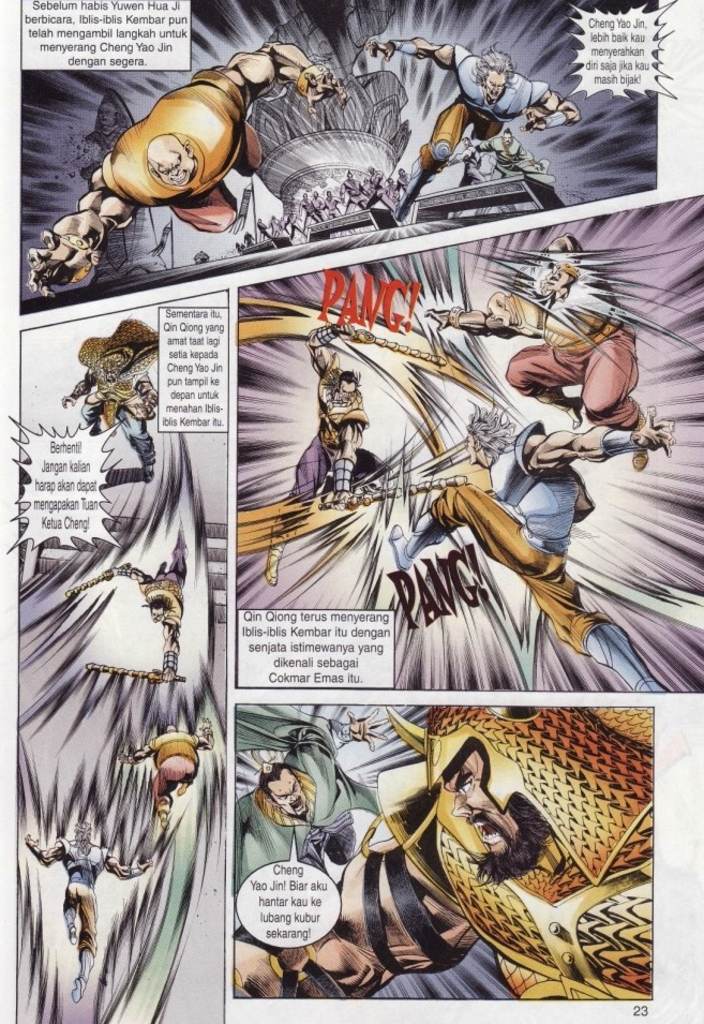 Sebelum habis Yuwen Hua Ji
berbicara, Iblis-iblis Kembar pun
telah mengambil langkah untuk
menyerang Cheng Yao Jin
dengan segera.
Cheng Yao Jin,
lebih baik kau
menyerahkan
diri saja jika kau
masih bijak!
Sementara itu,
Qin Qiong yang
amat taat lagi
setia kepada
Cheng Yao Jin
pun tampil ke
depan untuk
menahan Iblis-
iblis Kembar itu.
Berhenti!
Jangan kalian
harap akan dapat
mengapakan Tuan
Ketua Cheng!
PANG!
PANG!
Qin Qiong terus menyerang
Iblis-iblis Kembar itu dengan
senjata istimewanya yang
dikenali sebagai
Cokmar Emas itu.
Cheng
Yao Jin! Biar aku
hantar kau ke
lubang kubur
sekarang!
23